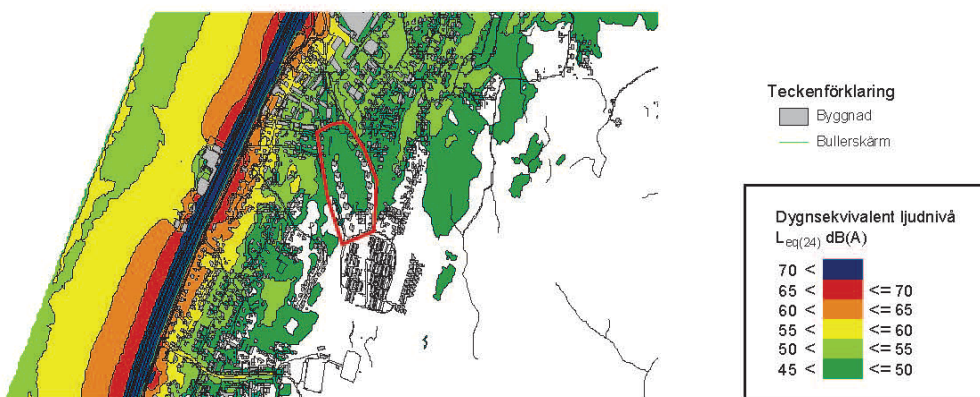 Teckenförklaring
Byggnad
Bullerskärm
Dygnsekvivalent ljudnivå
Leq(24) dB(A)
70 <
65 < <= 70
60 < <= 65
55 < <= 60
50 < <= 55
45 < <= 50